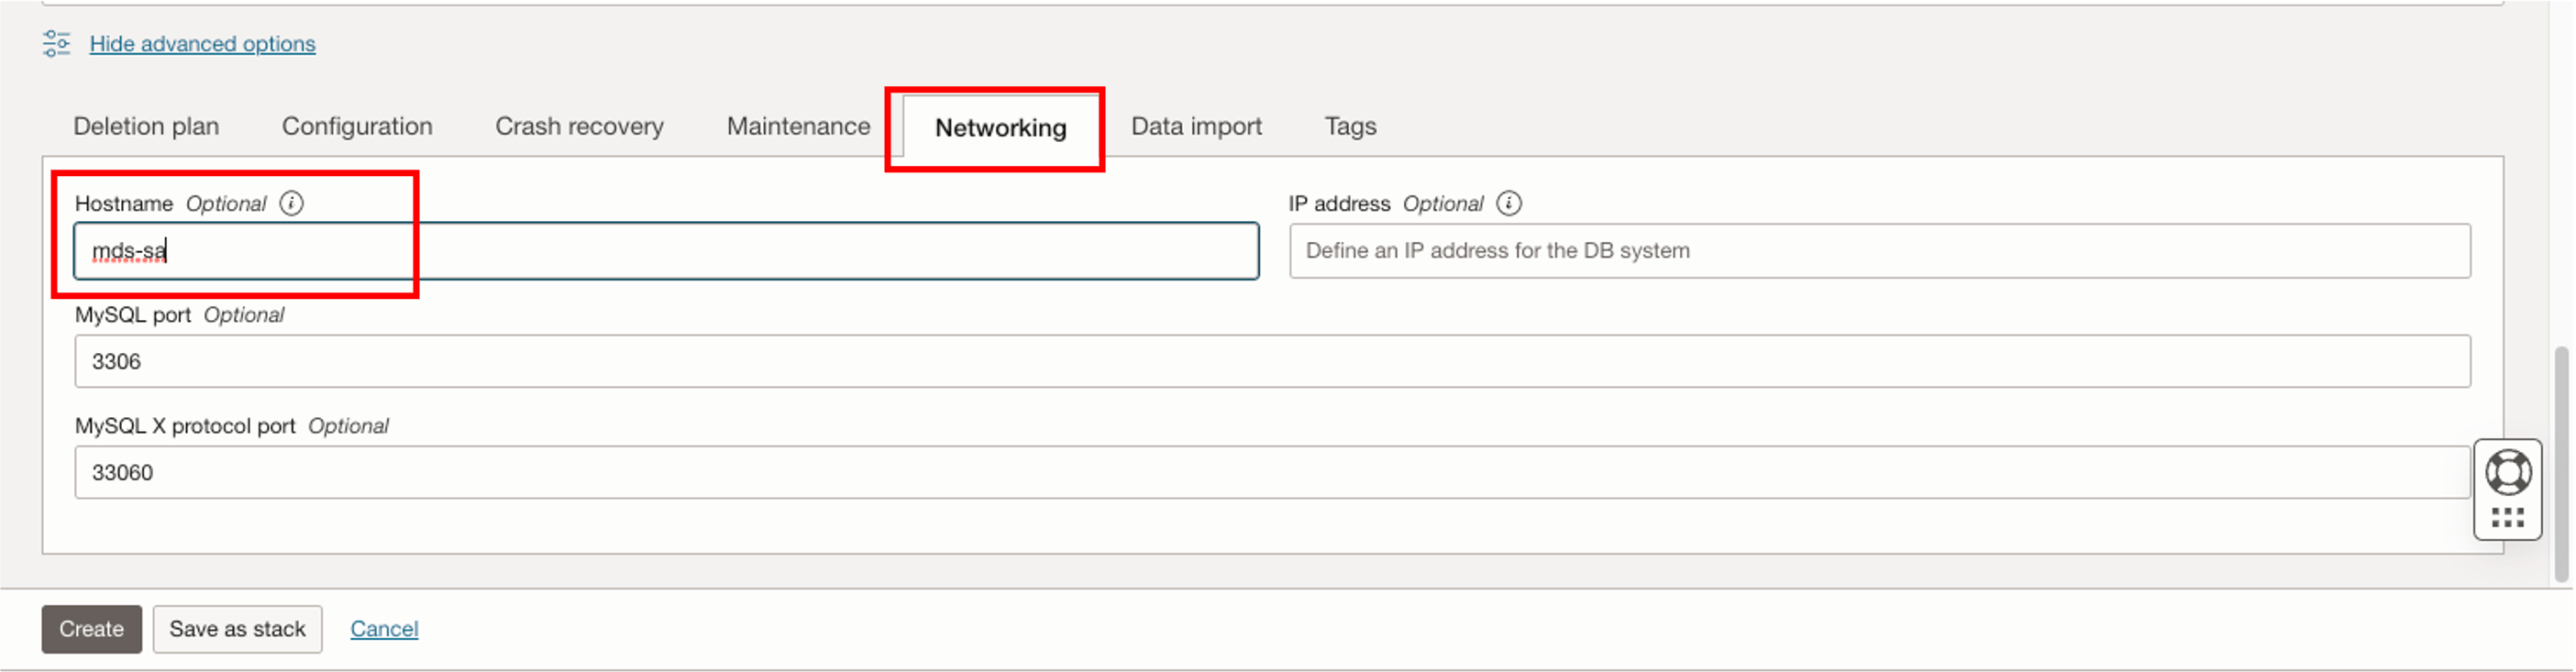 Hide advanced options
Deletion plan Configuration Crash recovery Maintenance Networking Data import Tags
Hostname Optional
mds-sa
IP address Optional
Define an IP address for the DB system
MySQL port Optional
3306
MySQL X protocol port Optional
33060
Create Save as stack Cancel